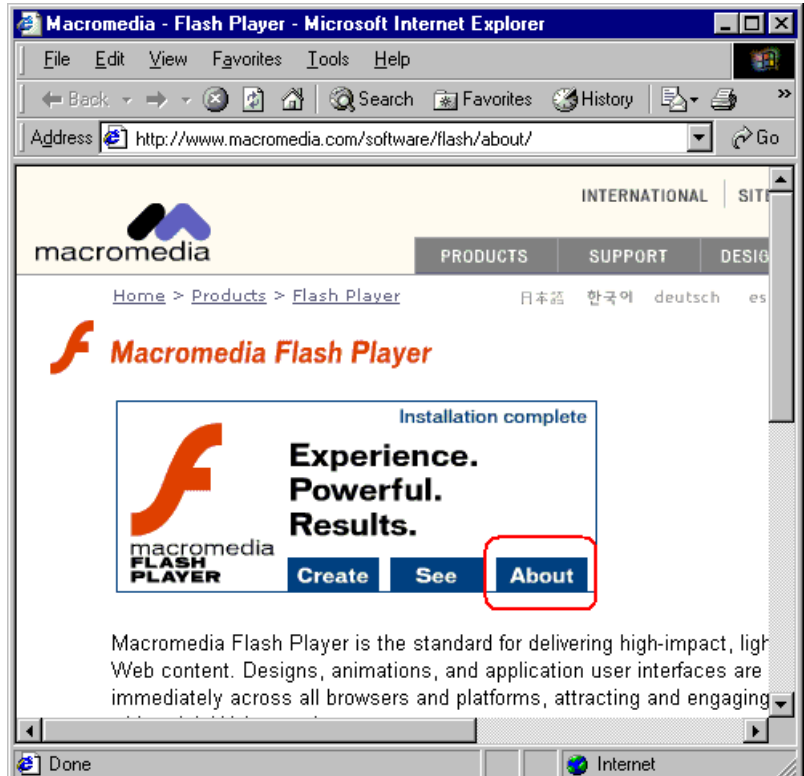 Macromedia - Flash Player - Microsoft Internet Explorer
File Edit View Favorites Tools Help
Back Search Favorites History »
Address http://www.macromedia.com/software/flash/about/ Go
INTERNATIONAL SITE
macromedia
PRODUCTS SUPPORT DESIG
Home > Products > Flash Player 日本語 한국어 deutsch es
Macromedia Flash Player
Installation complete
Experience.
Powerful.
Results.
macromedia
FLASH
PLAYER
Create See About
Macromedia Flash Player is the standard for delivering high-impact, ligh
Web content. Designs, animations, and application user interfaces are
immediately across all browsers and platforms, attracting and engaging
Done Internet